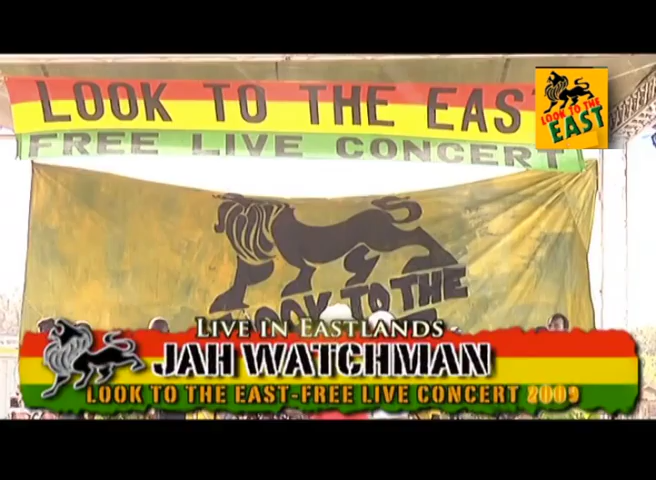 LOOK TO THE EAS
FREE LIVE CONCERT
LOOK TO THE
EAST
LOOK TO THE
LIVE IN EASTLANDS
JAH WATCHMAN
LOOK TO THE EAST-FREE LIVE CONCERT 2009